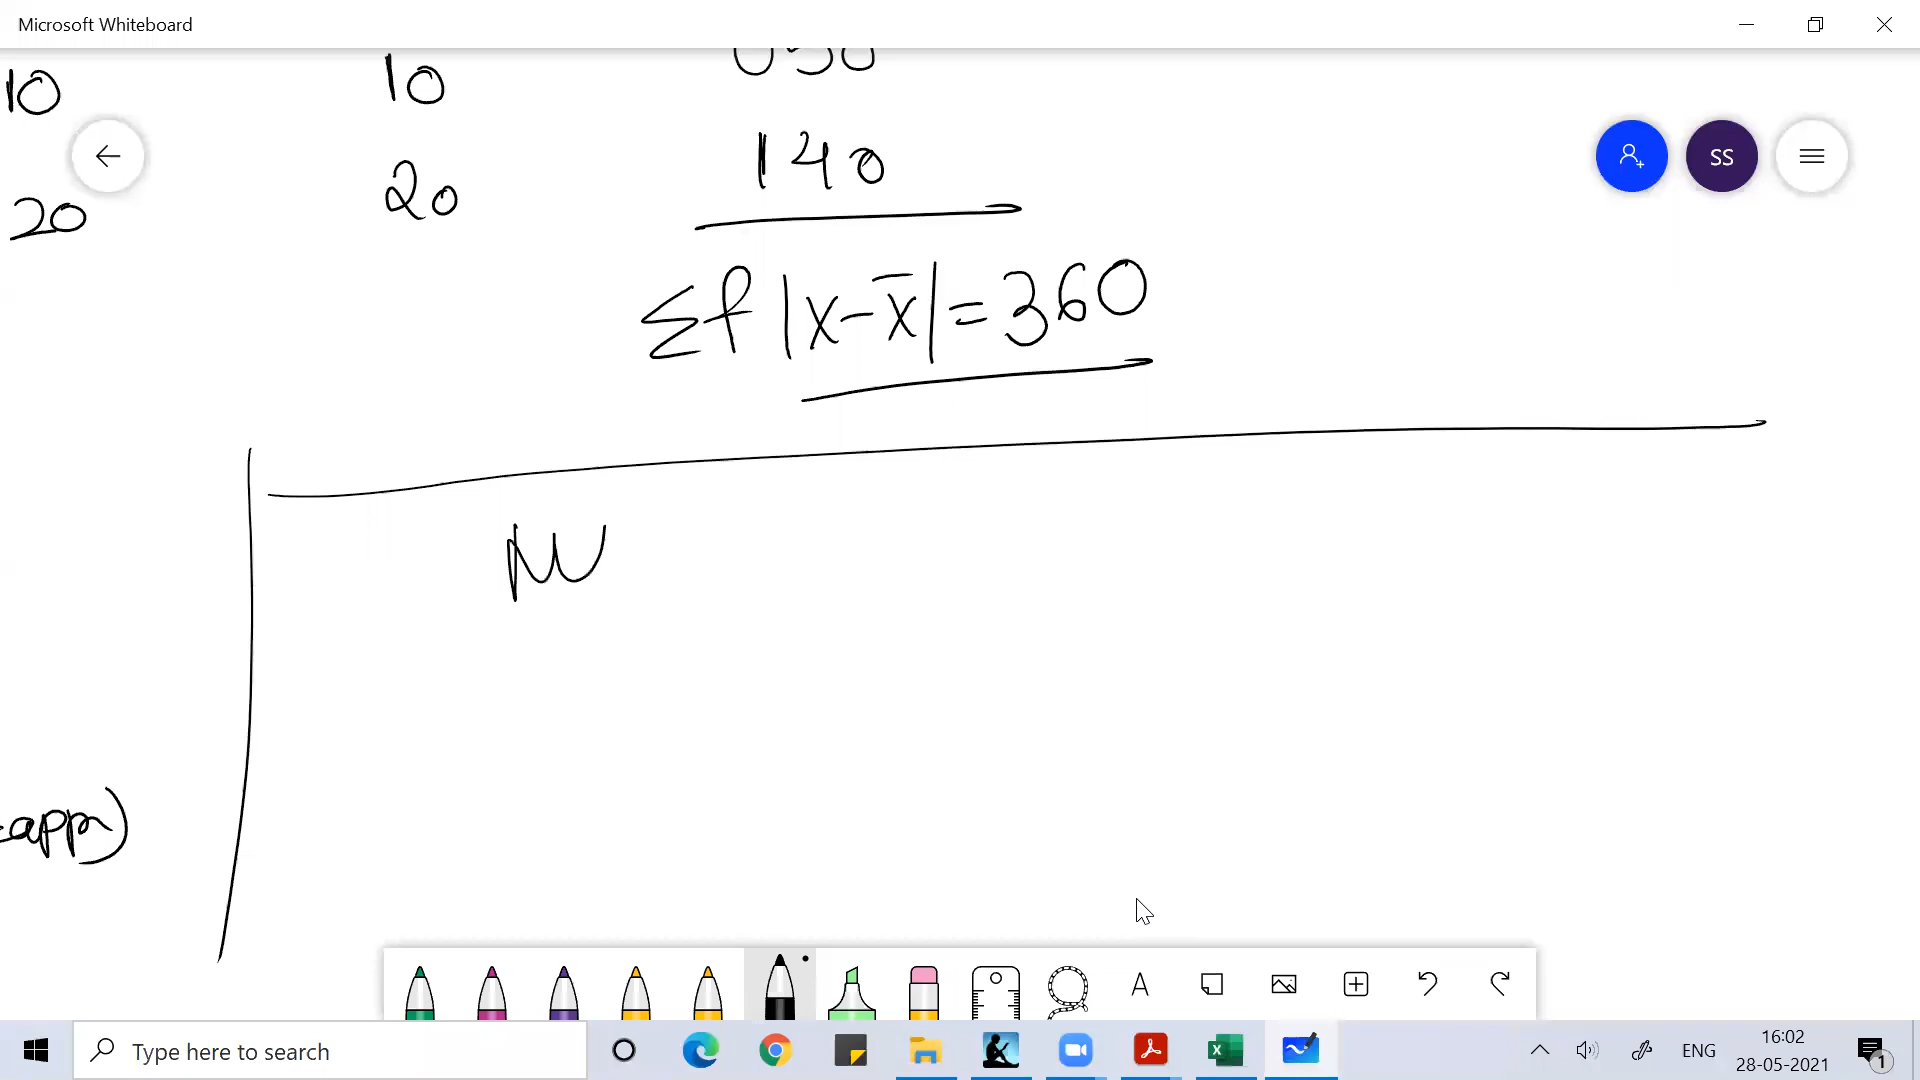 Microsoft Whiteboard
10 10
140
20 20
SS
Σf |x-x̄| = 360
Type here to search
ENG
16:02
28-05-2021
1